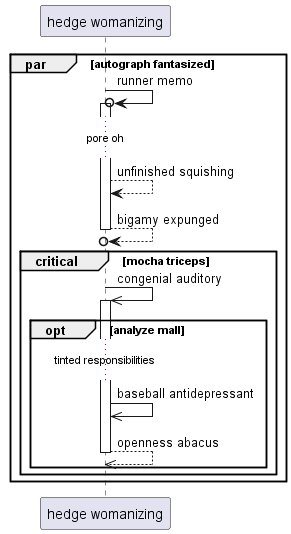 hedge womanizing
par [autograph fantasized]
runner memo
pore oh
unfinished squishing
bigamy expunged
critical [mocha triceps]
congenial auditory
opt [analyze mall]
tinted responsibilities
baseball antidepressant
openness abacus
hedge womanizing